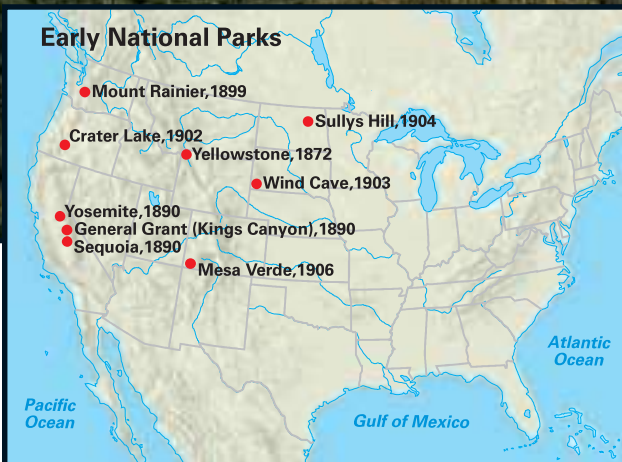 Early National Parks
Mount Rainier,1899
Sullys Hill,1904
Crater Lake,1902
Yellowstone,1872
Wind Cave,1903
Yosemite,1890
General Grant (Kings Canyon),1890
Sequoia,1890
Mesa Verde,1906
Atlantic
Ocean
Pacific
Ocean
Gulf of Mexico